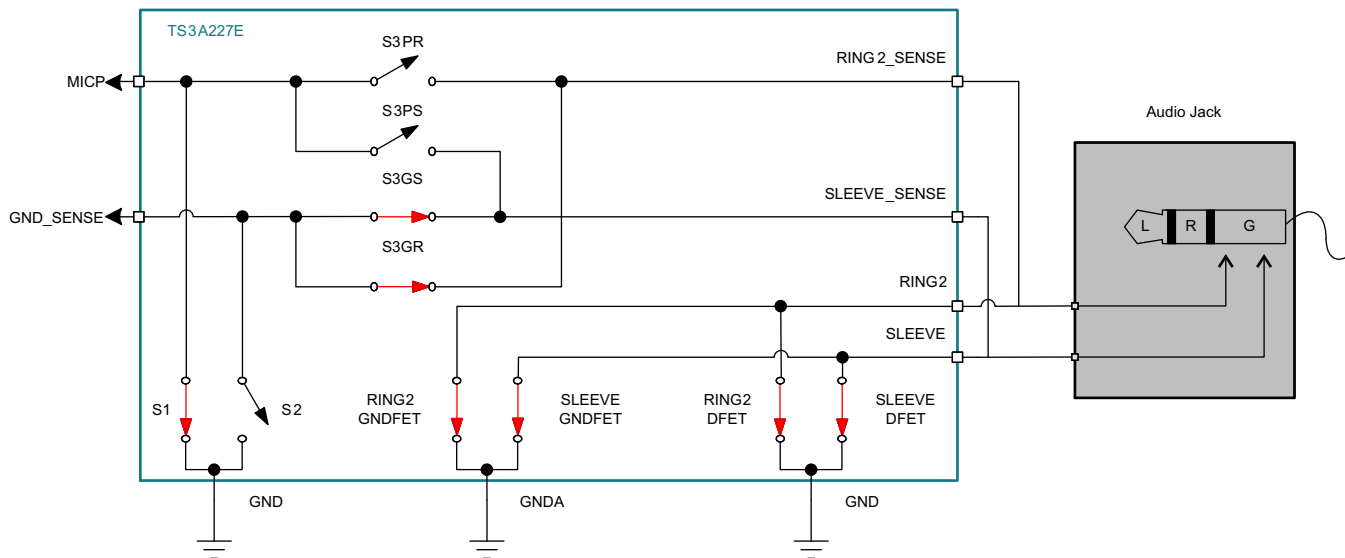 TS3A227E
S3PR
RING2_SENSE
MICP
S3PS
Audio Jack
S3GS
SLEEVE_SENSE
GND_SENSE
L R G
S3GR
RING2
SLEEVE
S1
S2
RING2
GNDFET
SLEEVE
GNDFET
RING2
DFET
SLEEVE
DFET
GND
GNDA
GND